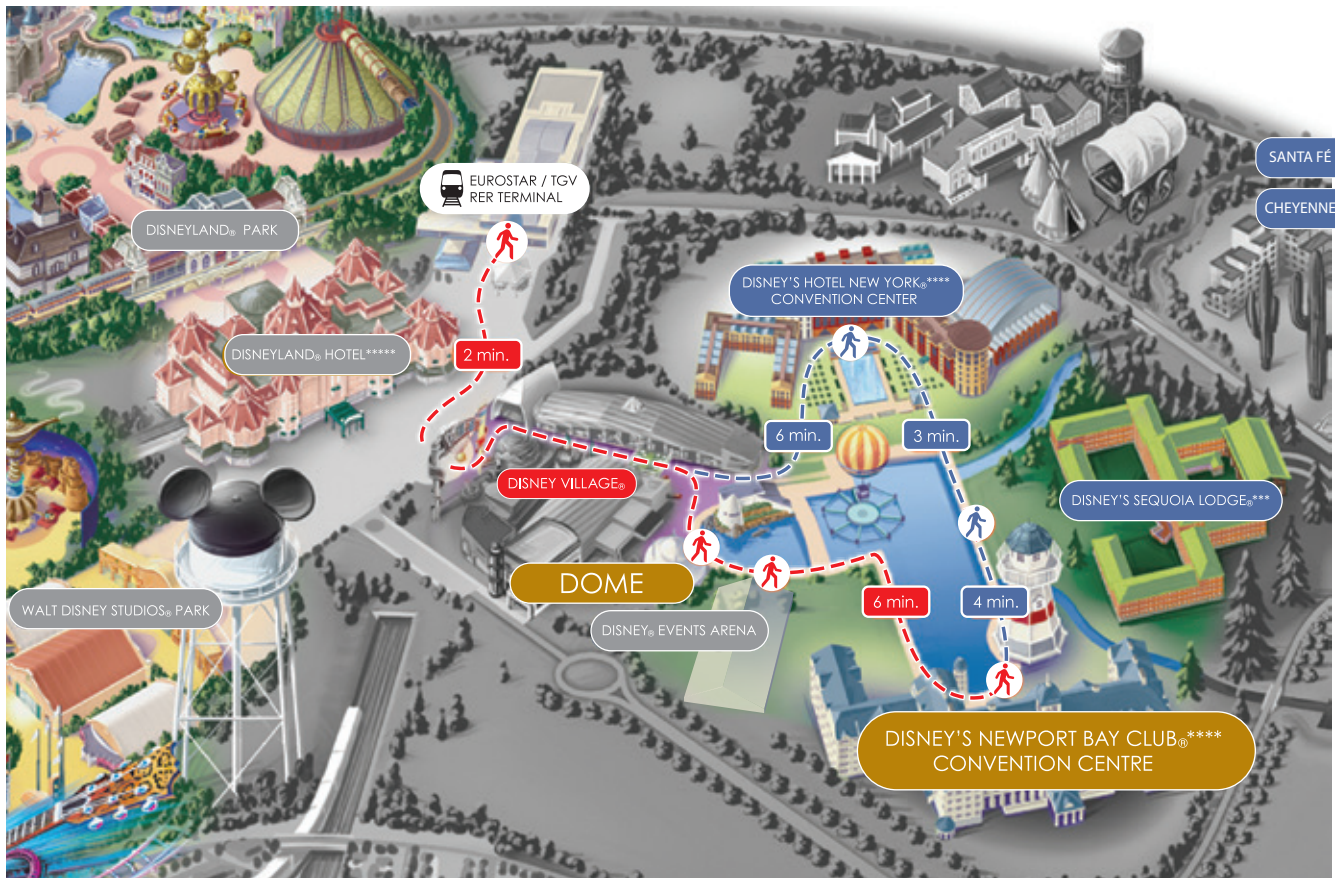 SANTA FÉ
EUROSTAR / TGV
RER TERMINAL
CHEYENNE
DISNEYLAND® PARK
DISNEY'S HOTEL NEW YORK®****
CONVENTION CENTER
DISNEYLAND® HOTEL*****
2 min.
6 min.
3 min.
DISNEY VILLAGE®
DISNEY'S SEQUOIA LODGE®***
DOME
WALT DISNEY STUDIOS® PARK
6 min.
4 min.
DISNEY® EVENTS ARENA
DISNEY'S NEWPORT BAY CLUB®****
CONVENTION CENTRE